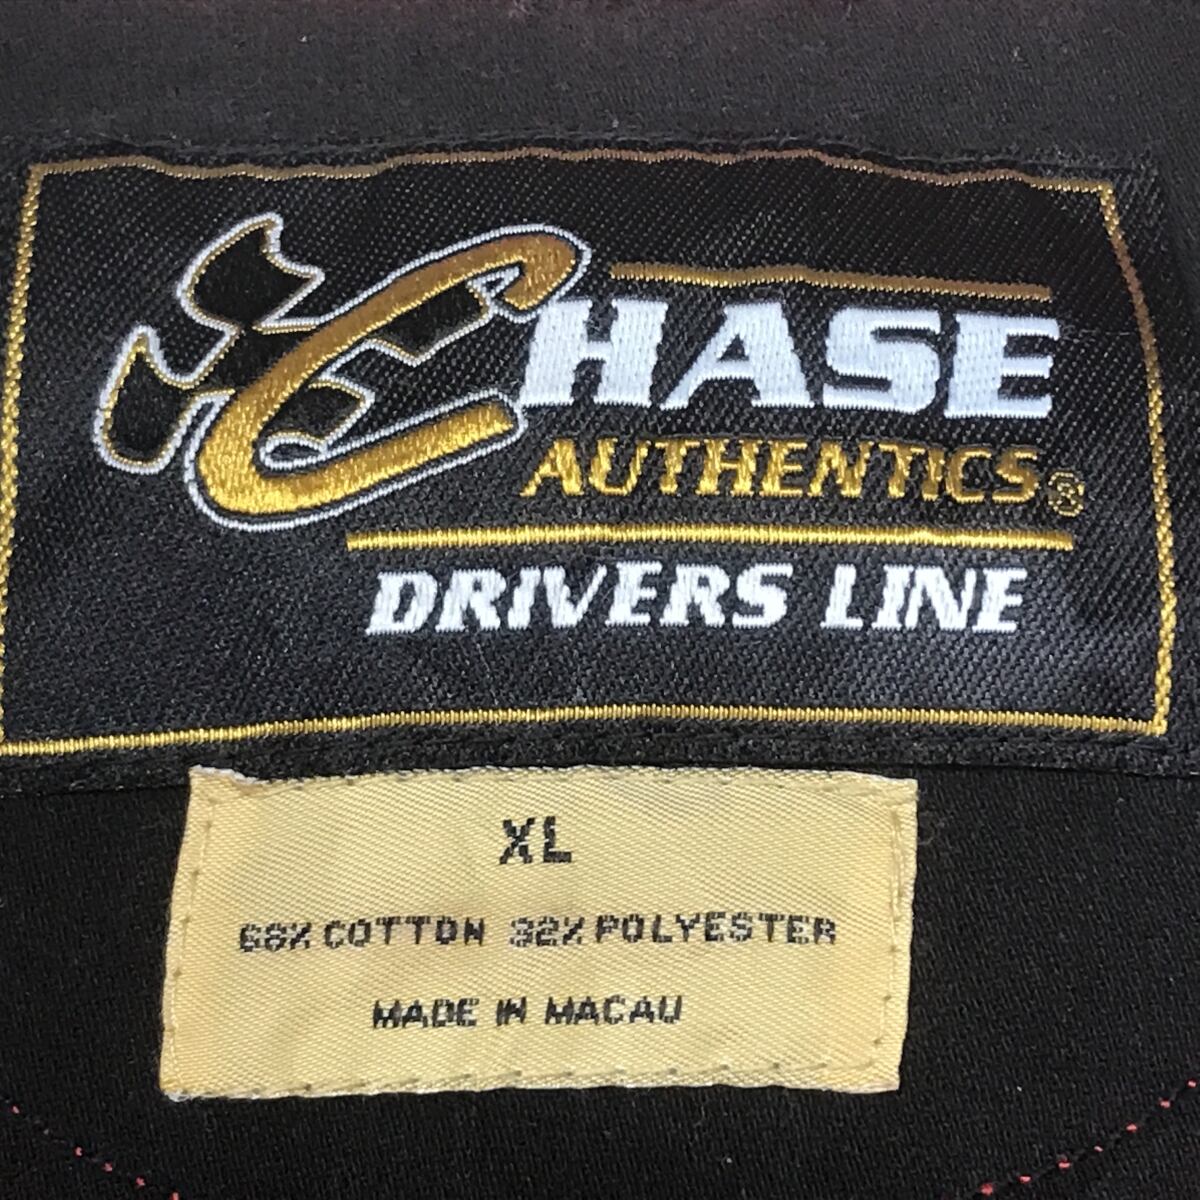 CHASE
AUTHENTICS®
DRIVERS LINE
XL
68% COTTON 32% POLYESTER
MADE IN MACAU